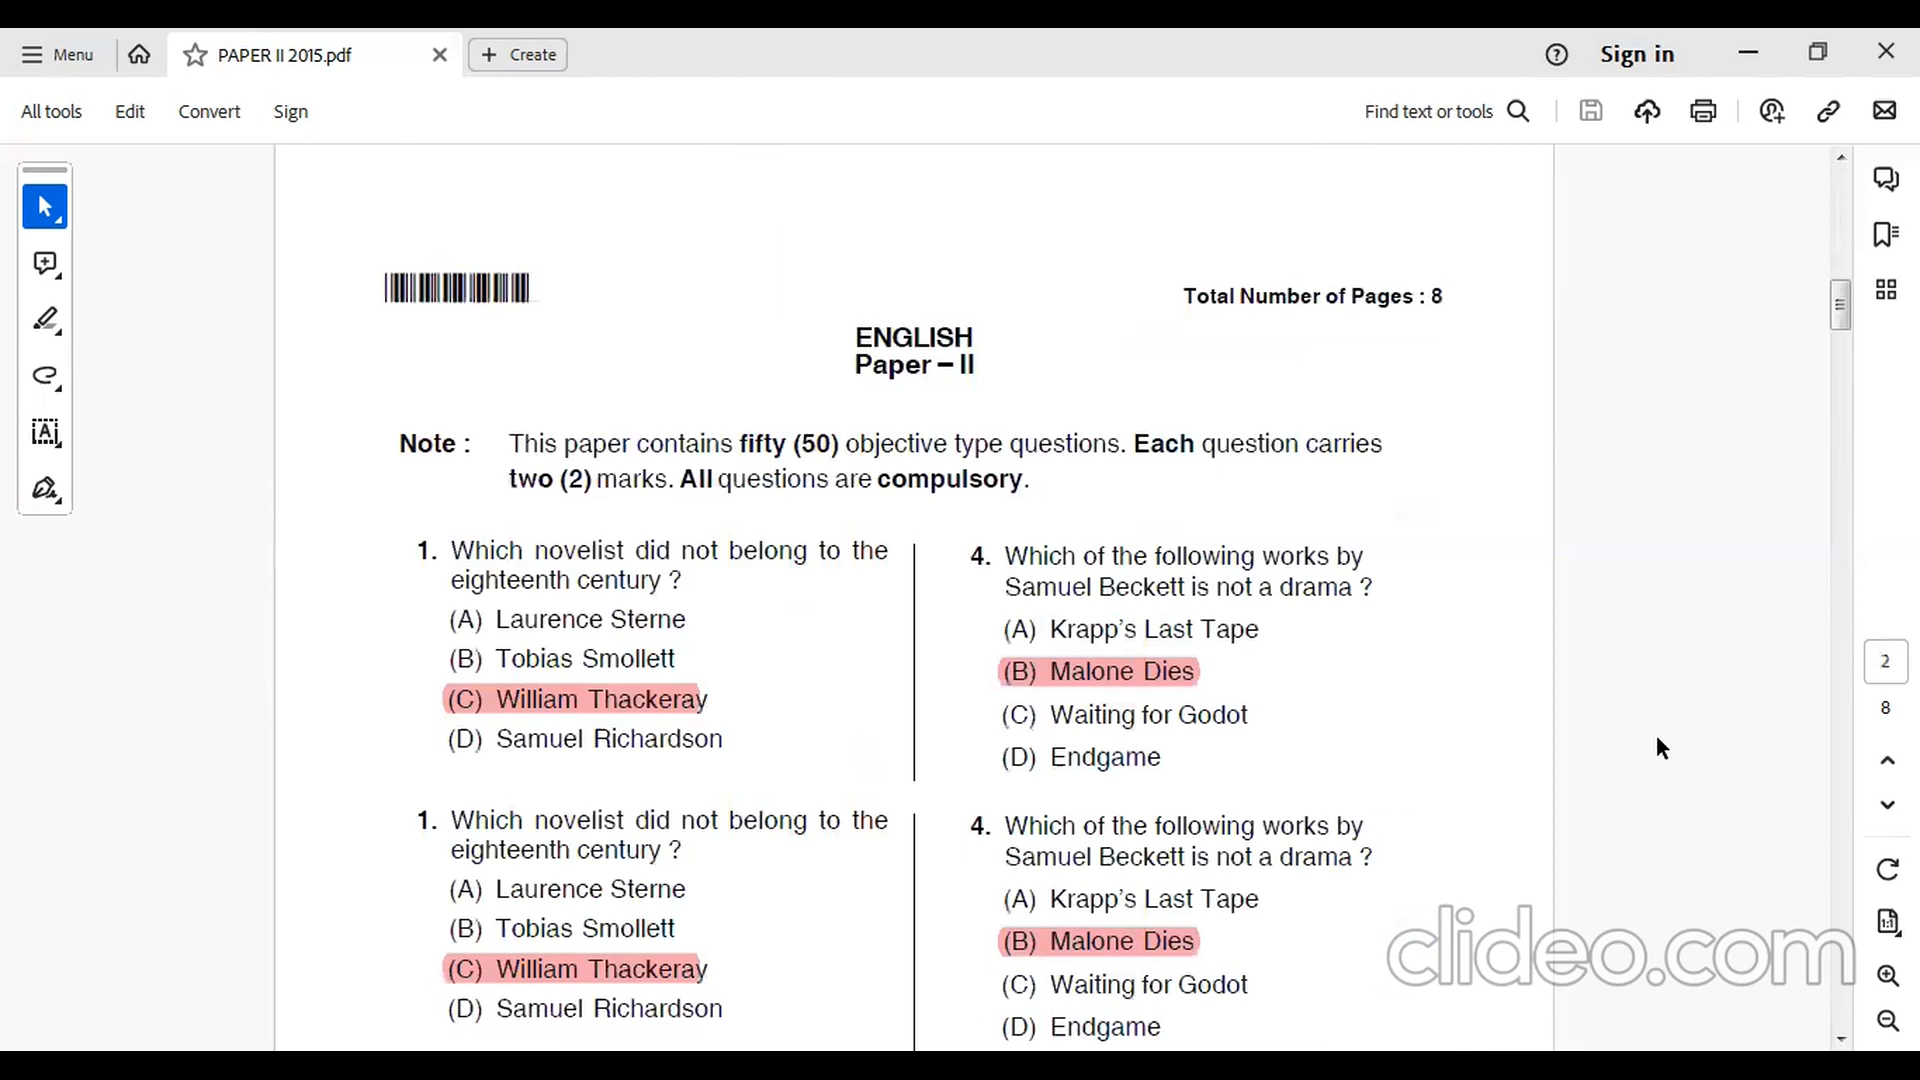 Menu
PAPER II 2015.pdf
Create
Sign in
All tools
Edit
Convert
Sign
Find text or tools
Total Number of Pages : 8
ENGLISH
Paper – II
Note : This paper contains fifty (50) objective type questions. Each question carries
two (2) marks. All questions are compulsory.
1. Which novelist did not belong to the
eighteenth century ?
(A) Laurence Sterne
(B) Tobias Smollett
(C) William Thackeray
(D) Samuel Richardson
4. Which of the following works by
Samuel Beckett is not a drama ?
(A) Krapp's Last Tape
(B) Malone Dies
(C) Waiting for Godot
(D) Endgame
1. Which novelist did not belong to the
eighteenth century ?
(A) Laurence Sterne
(B) Tobias Smollett
(C) William Thackeray
(D) Samuel Richardson
4. Which of the following works by
Samuel Beckett is not a drama ?
(A) Krapp's Last Tape
(B) Malone Dies
(C) Waiting for Godot
(D) Endgame
2
8
1:1
clideo.com